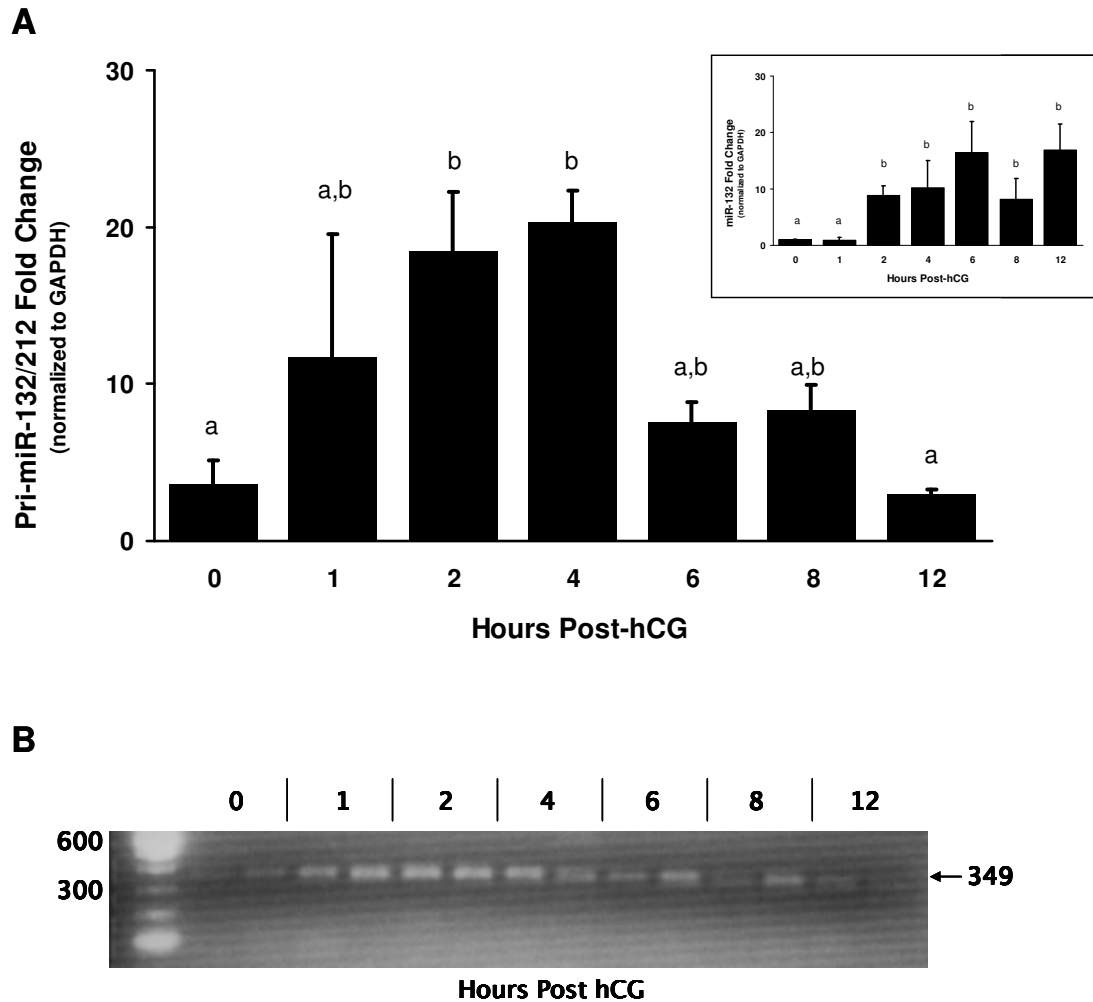 A
Pri-miR-132/212 Fold Change
(normalized to GAPDH)
30
20
10
0
a
a,b
b
b
a,b
a,b
a
0 1 2 4 6 8 12
Hours Post-hCG
miR-132 Fold Change
(normalized to GAPDH)
30
20
10
0
a
a
b
b
b
b
b
0 1 2 4 6 8 12
Hours Post-hCG
B
0 1 2 4 6 8 12
600
300
349
Hours Post hCG